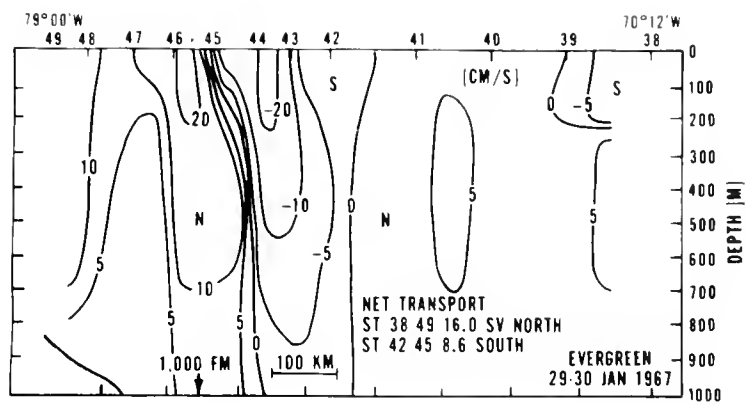 79°00'W 70°12'W
49 48 47 46 45 44 43 42 41 40 39 38
0
100
200
300
400
500
600
700
800
900
1000
DEPTH [M]
[CM/S]
20 -20 S 0 -5 S
10 -10 0 5 5
5 N -5 N
10
5 5 0
NET TRANSPORT
ST 38 49 16.0 SV NORTH
ST 42 45 8.6 SOUTH
1,000 FM
100 KM
EVERGREEN
29-30 JAN 1967